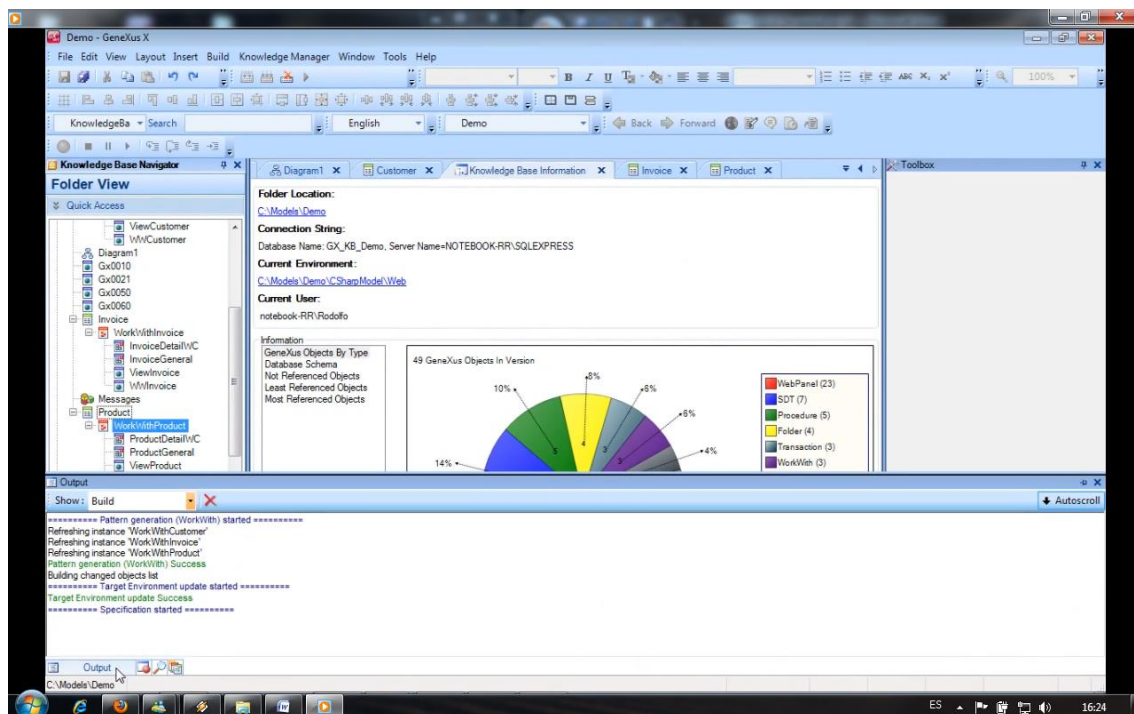 Demo - GeneXus X
File Edit View Layout Insert Build Knowledge Manager Window Tools Help
B I U
ABC X, x'
100%
KnowledgeBa Search English Demo Back Forward
Knowledge Base Navigator
Diagram1 Customer Knowledge Base Information Invoice Product
Toolbox
Folder View
Quick Access
ViewCustomer
WWCustomer
Diagram1
Gx0010
Gx0021
Gx0050
Gx0060
Invoice
WorkWithInvoice
InvoiceDetailWC
InvoiceGeneral
ViewInvoice
WWInvoice
Messages
Product
WorkWithProduct
ProductDetailWC
ProductGeneral
ViewProduct
Folder Location:
C:\Models\Demo
Connection String:
Database Name: GX_KB_Demo, Server Name=NOTEBOOK-RR\SQLEXPRESS
Current Environment:
C:\Models\Demo\CSharpModel\Web
Current User:
notebook-RR\Rodolfo
Information
GeneXus Objects By Type
Database Schema
Not Referenced Objects
Least Referenced Objects
Most Referenced Objects
49 GeneXus Objects In Version
14%
10%
8%
6%
6%
4%
5
4
3
3
WebPanel (23)
SDT (7)
Procedure (5)
Folder (4)
Transaction (3)
WorkWith (3)
Output
Show: Build
Autoscroll
========== Pattern generation (WorkWith) started ==========
Refreshing instance 'WorkWithCustomer'
Refreshing instance 'WorkWithInvoice'
Refreshing instance 'WorkWithProduct'
Pattern generation (WorkWith) Success
Building changed objects list
========== Target Environment update started ==========
Target Environment update Success
========== Specification started ==========
Output
C:\Models\Demo
ES 16:24